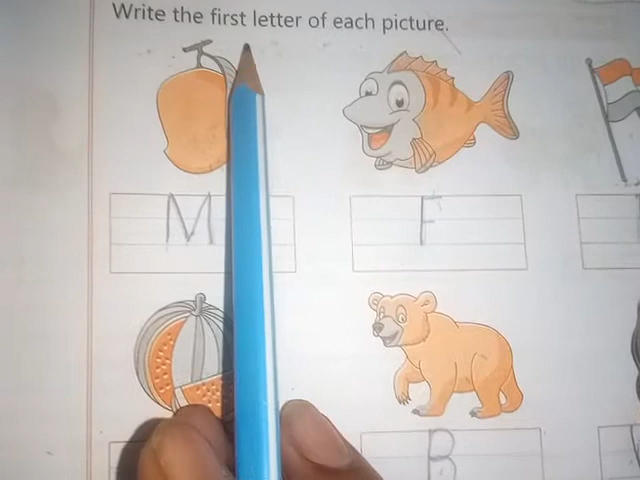 Write the first letter of each picture.
M F
B